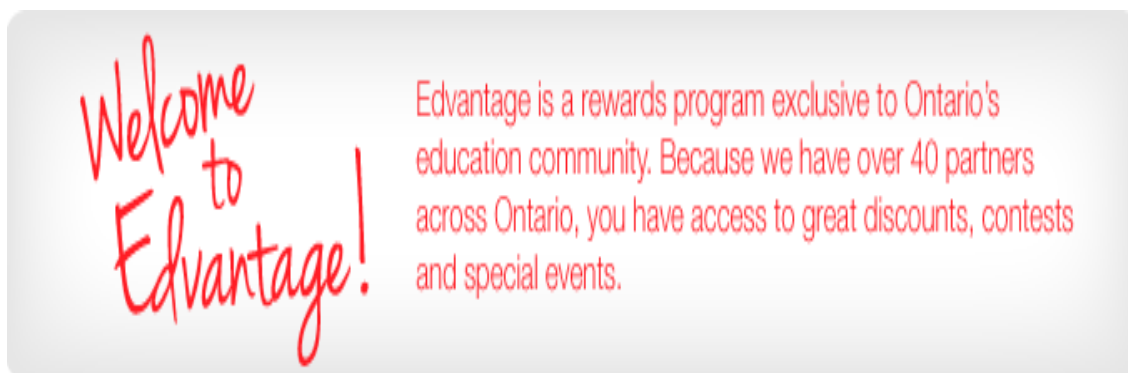 Welcome
to
Edvantage!
Edvantage is a rewards program exclusive to Ontario's
education community. Because we have over 40 partners
across Ontario, you have access to great discounts, contests
and special events.